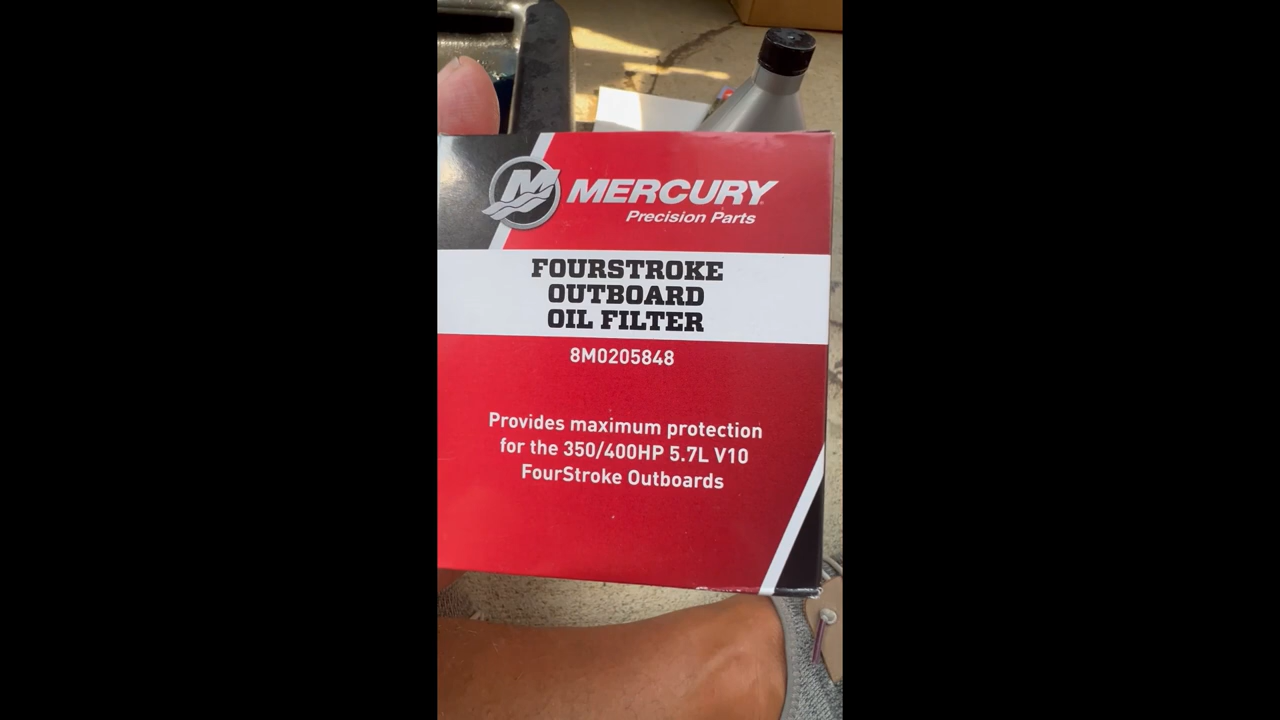 MERCURY
Precision Parts
FOURSTROKE
OUTBOARD
OIL FILTER
8M0205848
Provides maximum protection
for the 350/400HP 5.7L V10
FourStroke Outboards